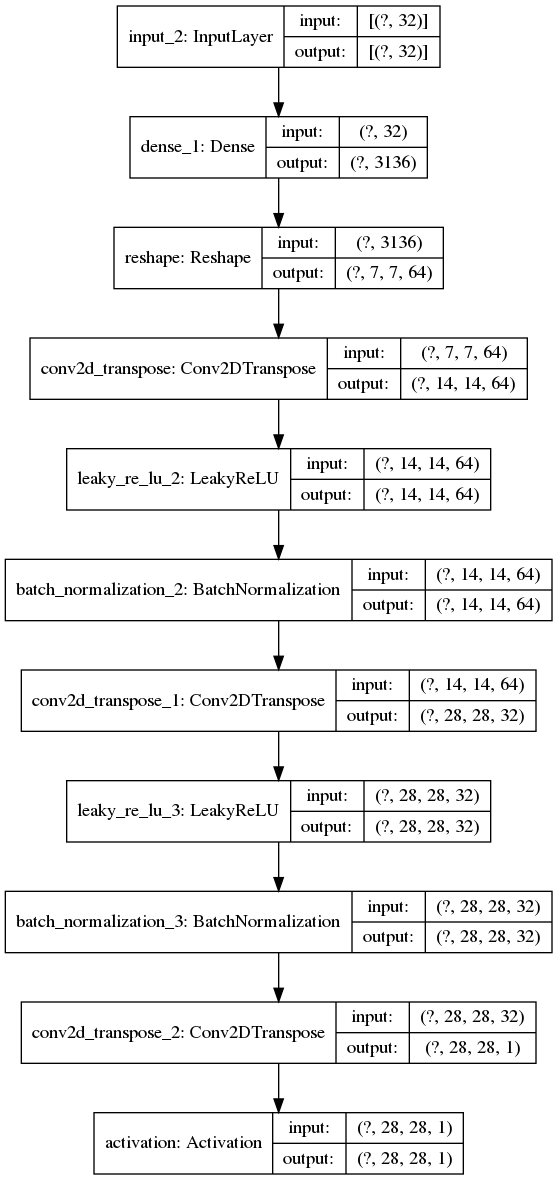 input_2: InputLayer
input: [(?, 32)]
output: [(?, 32)]
dense_1: Dense
input: (?, 32)
output: (?, 3136)
reshape: Reshape
input: (?, 3136)
output: (?, 7, 7, 64)
conv2d_transpose: Conv2DTranspose
input: (?, 7, 7, 64)
output: (?, 14, 14, 64)
leaky_re_lu_2: LeakyReLU
input: (?, 14, 14, 64)
output: (?, 14, 14, 64)
batch_normalization_2: BatchNormalization
input: (?, 14, 14, 64)
output: (?, 14, 14, 64)
conv2d_transpose_1: Conv2DTranspose
input: (?, 14, 14, 64)
output: (?, 28, 28, 32)
leaky_re_lu_3: LeakyReLU
input: (?, 28, 28, 32)
output: (?, 28, 28, 32)
batch_normalization_3: BatchNormalization
input: (?, 28, 28, 32)
output: (?, 28, 28, 32)
conv2d_transpose_2: Conv2DTranspose
input: (?, 28, 28, 32)
output: (?, 28, 28, 1)
activation: Activation
input: (?, 28, 28, 1)
output: (?, 28, 28, 1)